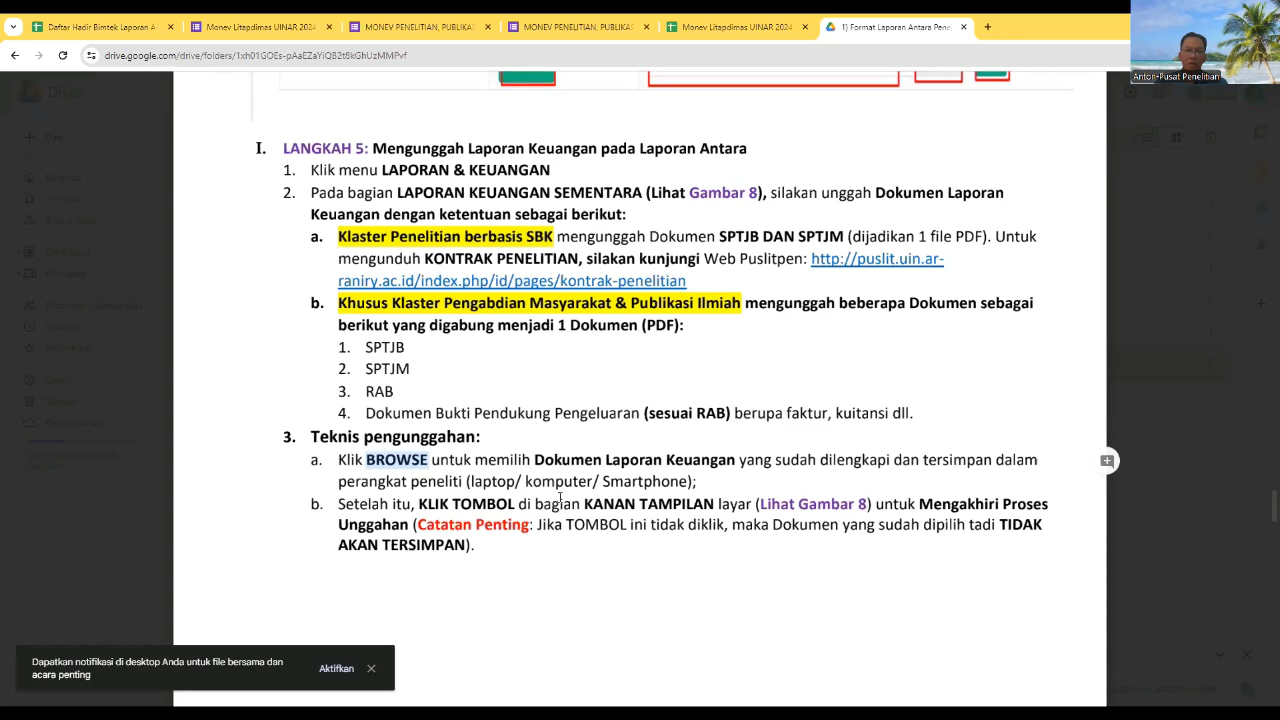 Daftar Hadir Bimtek Laporan A
Monev Litapdimas UINAR 2024
MONEV PENELITIAN, PUBLIKAS
MONEV PENELITIAN, PUBLIKAS
Monev Litapdimas UINAR 2024
1) Format Laporan Antara Pene
drive.google.com/drive/folders/1xh01GOEs-pAaEZaYiQB2t8kGhUzMMPvf
Anton-Pusat Penelitian
I. LANGKAH 5: Mengunggah Laporan Keuangan pada Laporan Antara
1. Klik menu LAPORAN & KEUANGAN
2. Pada bagian LAPORAN KEUANGAN SEMENTARA (Lihat Gambar 8), silakan unggah Dokumen Laporan
Keuangan dengan ketentuan sebagai berikut:
a. Klaster Penelitian berbasis SBK mengunggah Dokumen SPTJB DAN SPTJM (dijadikan 1 file PDF). Untuk
mengunduh KONTRAK PENELITIAN, silakan kunjungi Web Puslitpen: http://puslit.uin.ar-
raniry.ac.id/index.php/id/pages/kontrak-penelitian
b. Khusus Klaster Pengabdian Masyarakat & Publikasi Ilmiah mengunggah beberapa Dokumen sebagai
berikut yang digabung menjadi 1 Dokumen (PDF):
1. SPTJB
2. SPTJM
3. RAB
4. Dokumen Bukti Pendukung Pengeluaran (sesuai RAB) berupa faktur, kuitansi dll.
3. Teknis pengunggahan:
a. Klik BROWSE untuk memilih Dokumen Laporan Keuangan yang sudah dilengkapi dan tersimpan dalam
perangkat peneliti (laptop/ komputer/ Smartphone);
b. Setelah itu, KLIK TOMBOL di bagian KANAN TAMPILAN layar (Lihat Gambar 8) untuk Mengakhiri Proses
Unggahan (Catatan Penting: Jika TOMBOL ini tidak diklik, maka Dokumen yang sudah dipilih tadi TIDAK
AKAN TERSIMPAN).
Dapatkan notifikasi di desktop Anda untuk file bersama dan
acara penting
Aktifkan